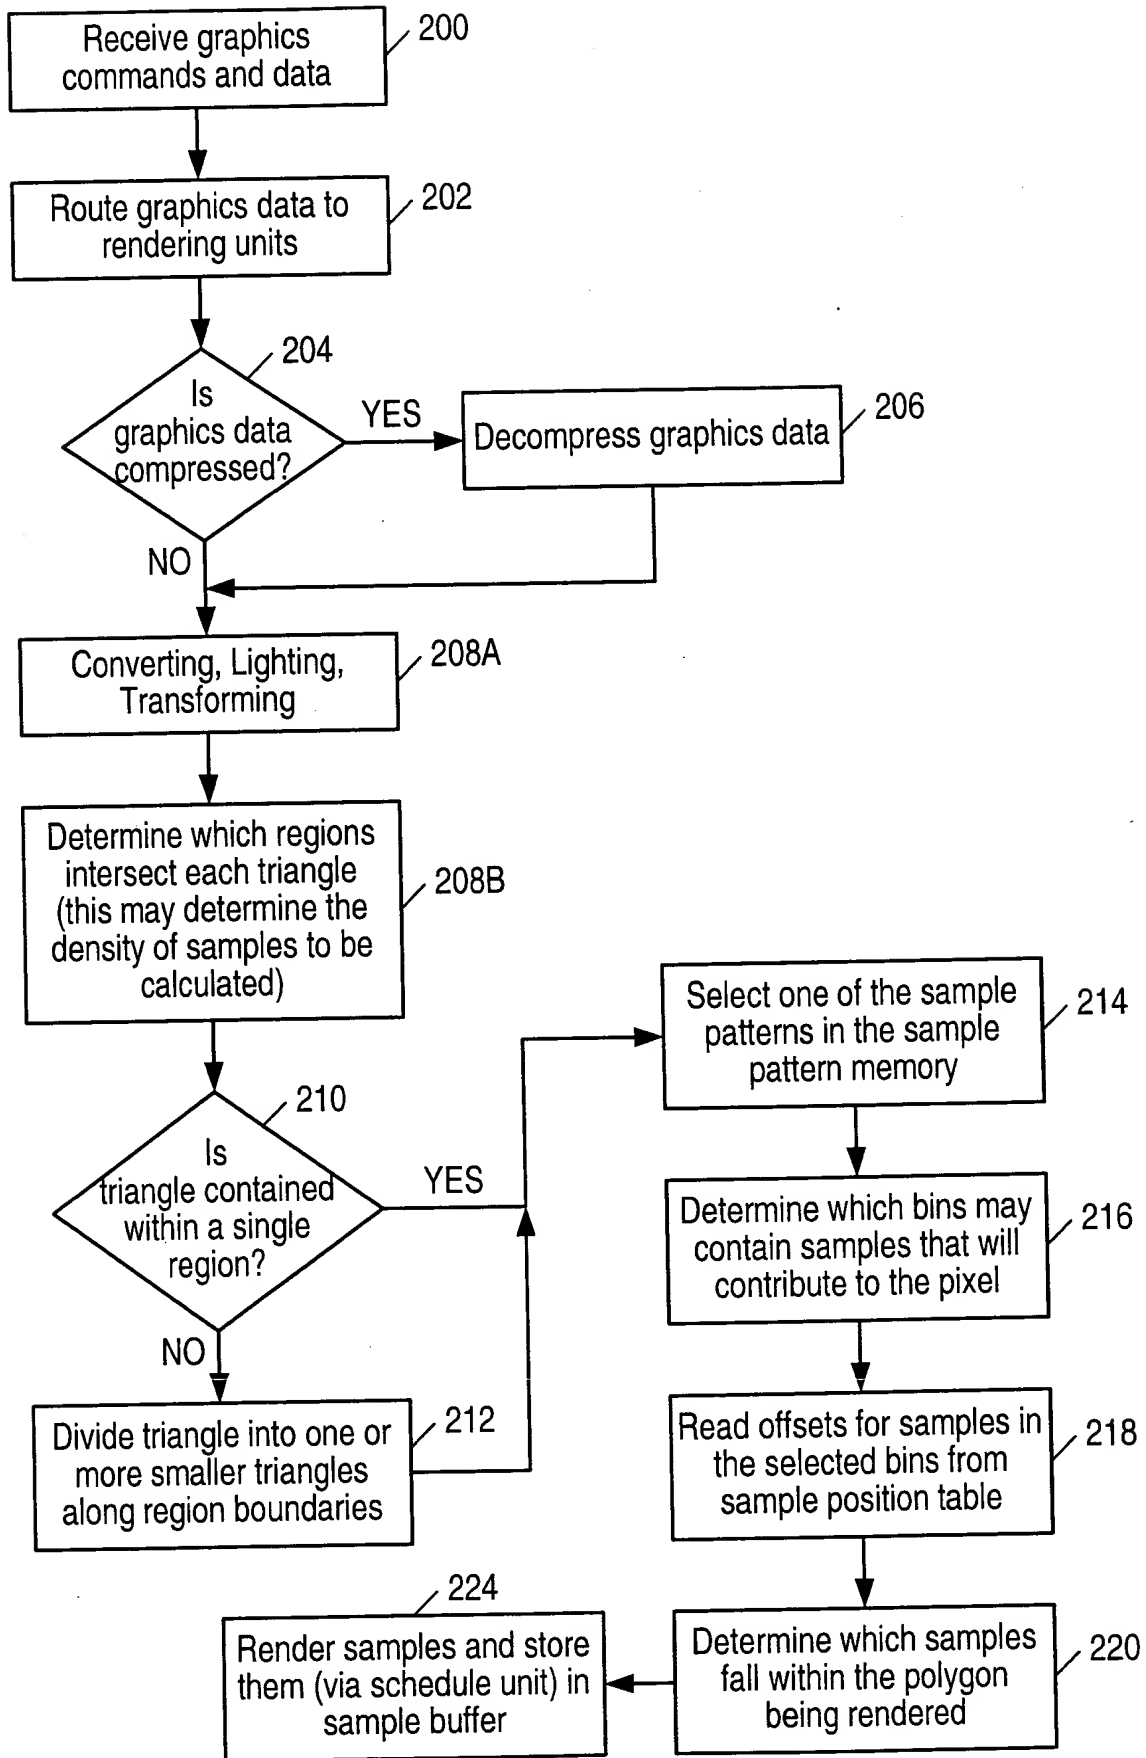 Receive graphics
commands and data
200
Route graphics data to
rendering units
202
204
Is
graphics data
compressed?
YES
NO
Decompress graphics data
206
Converting, Lighting,
Transforming
208A
Determine which regions
intersect each triangle
(this may determine the
density of samples to be
calculated)
208B
210
Is
triangle contained
within a single
region?
YES
NO
Divide triangle into one or
more smaller triangles
along region boundaries
212
Select one of the sample
patterns in the sample
pattern memory
214
Determine which bins may
contain samples that will
contribute to the pixel
216
Read offsets for samples in
the selected bins from
sample position table
218
Determine which samples
fall within the polygon
being rendered
220
224
Render samples and store
them (via schedule unit) in
sample buffer